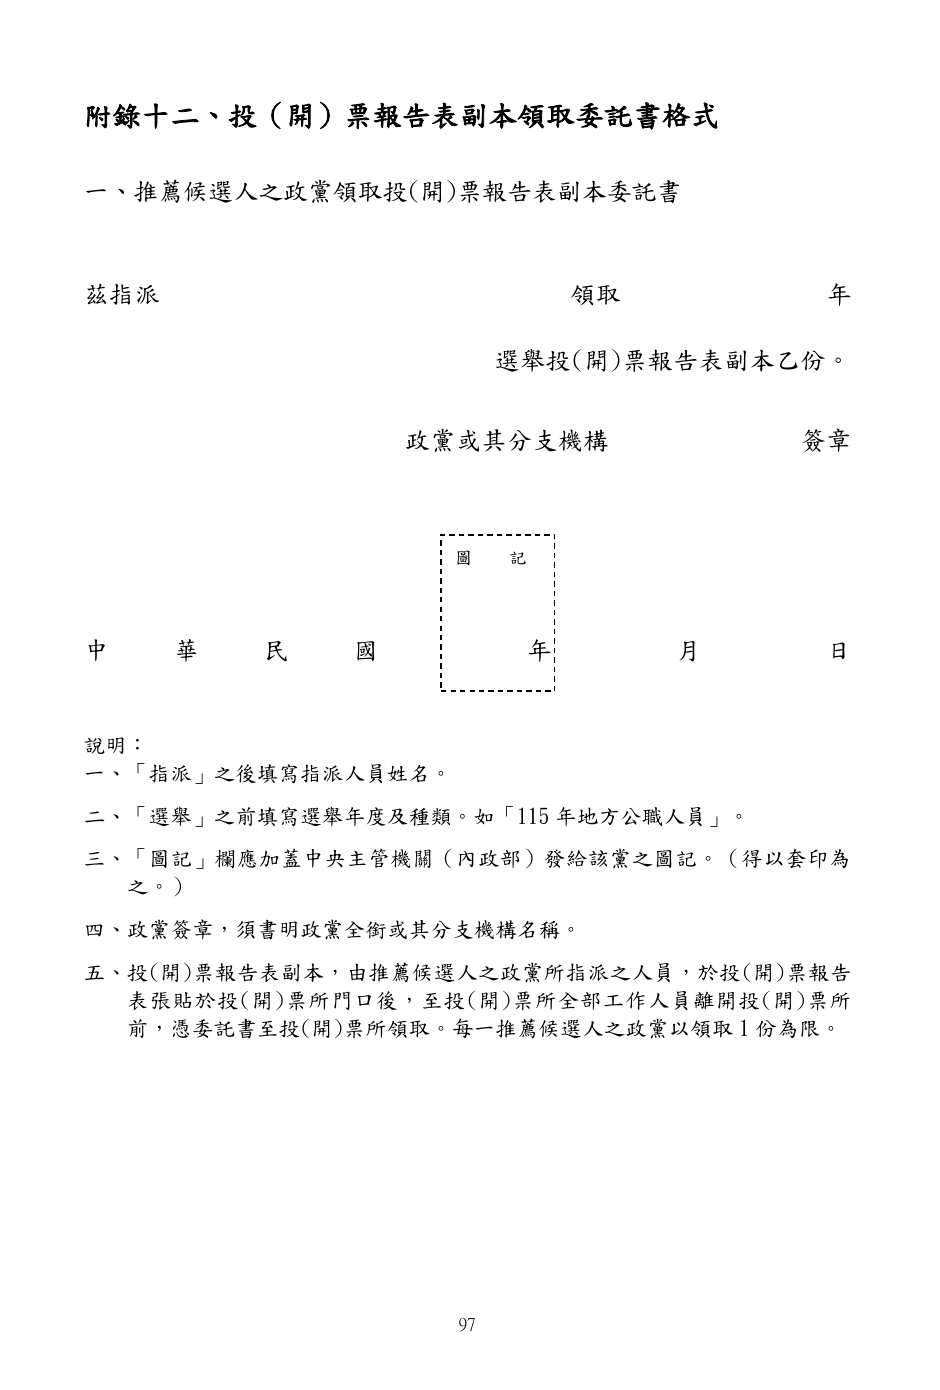 附錄十二、投（開）票報告表副本領取委託書格式
一、推薦候選人之政黨領取投(開)票報告表副本委託書
茲指派 領取 年
選舉投(開)票報告表副本乙份。
政黨或其分支機構 簽章
圖 記
中 華 民 國 年 月 日
說明：
一、「指派」之後填寫指派人員姓名。
二、「選舉」之前填寫選舉年度及種類。如「115 年地方公職人員」。
三、「圖記」欄應加蓋中央主管機關（內政部）發給該黨之圖記。（得以套印為
之。）
四、政黨簽章，須書明政黨全銜或其分支機構名稱。
五、投(開)票報告表副本，由推薦候選人之政黨所指派之人員，於投(開)票報告
表張貼於投(開)票所門口後，至投(開)票所全部工作人員離開投(開)票所
前，憑委託書至投(開)票所領取。每一推薦候選人之政黨以領取 1 份為限。
97